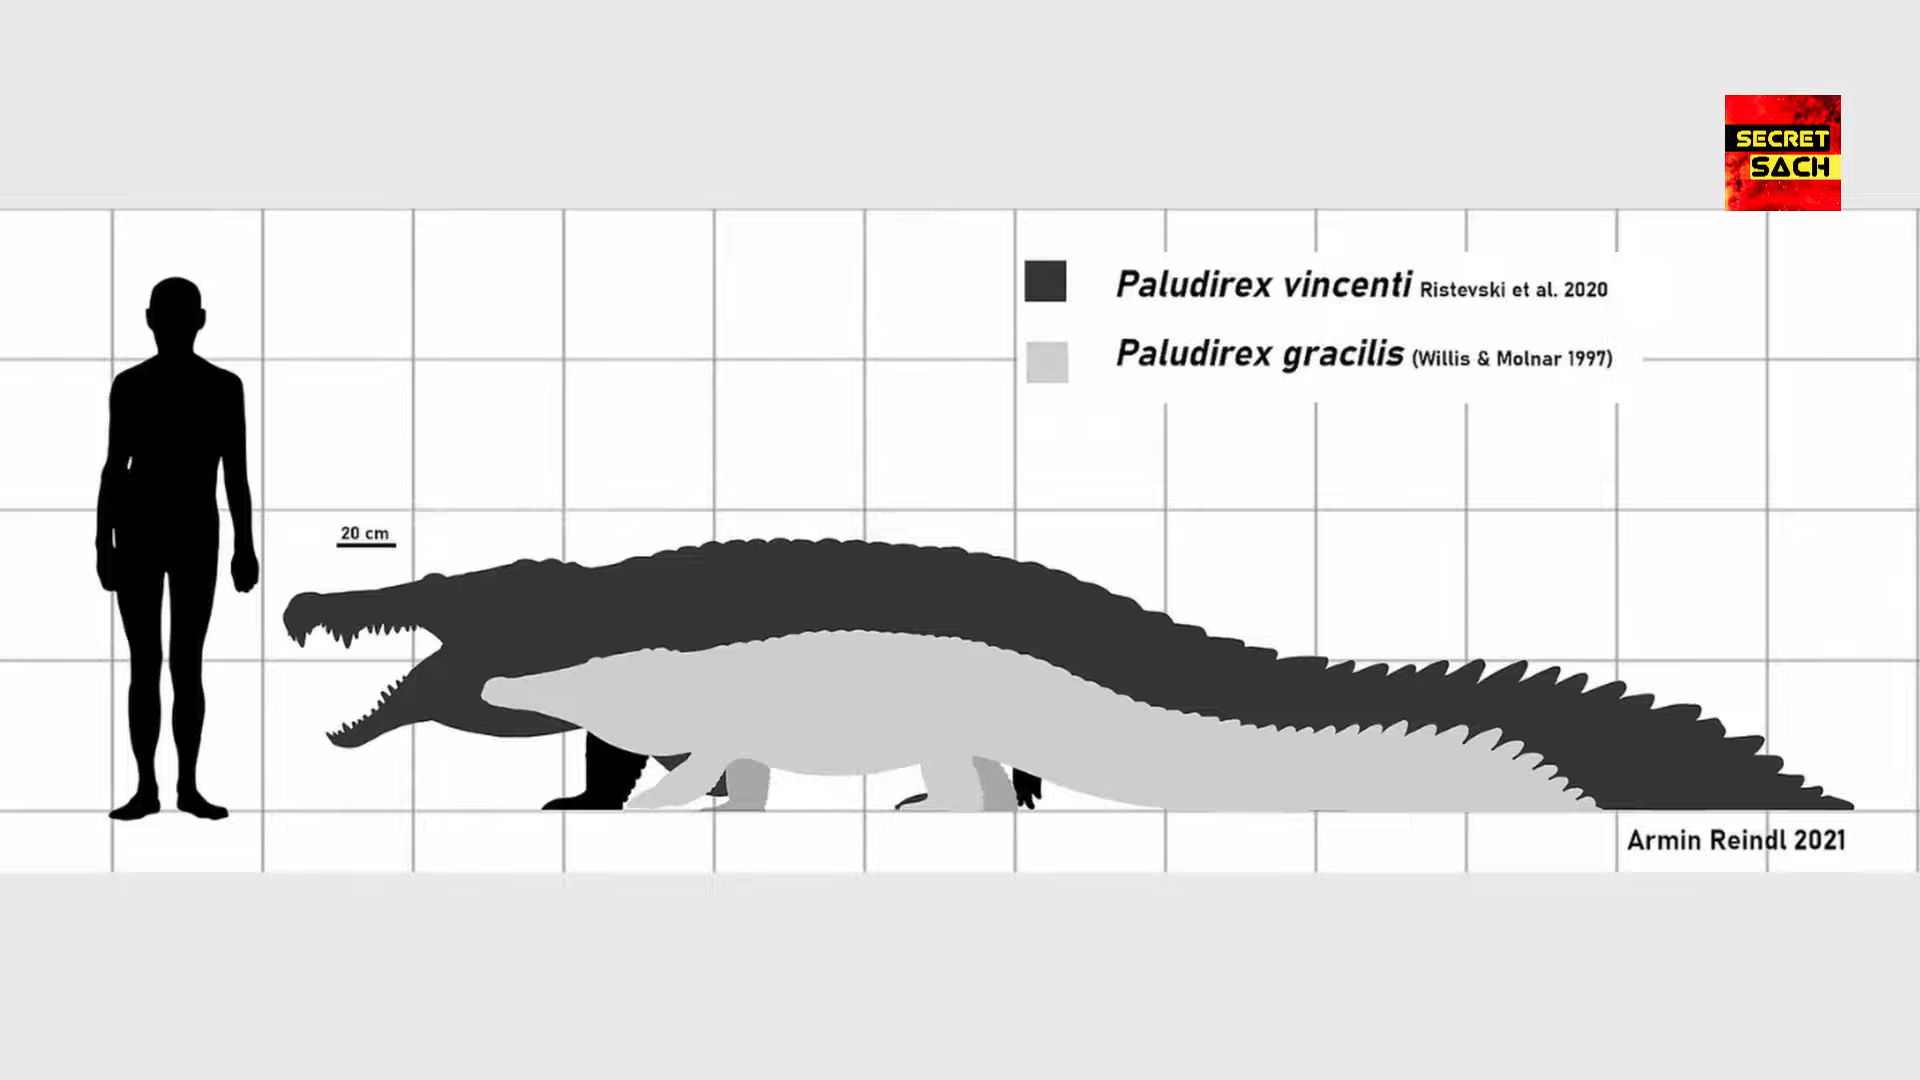 SECRET
SACH
Paludirex vincenti Ristevski et al. 2020
Paludirex gracilis (Willis & Molnar 1997)
20 cm
Armin Reindl 2021